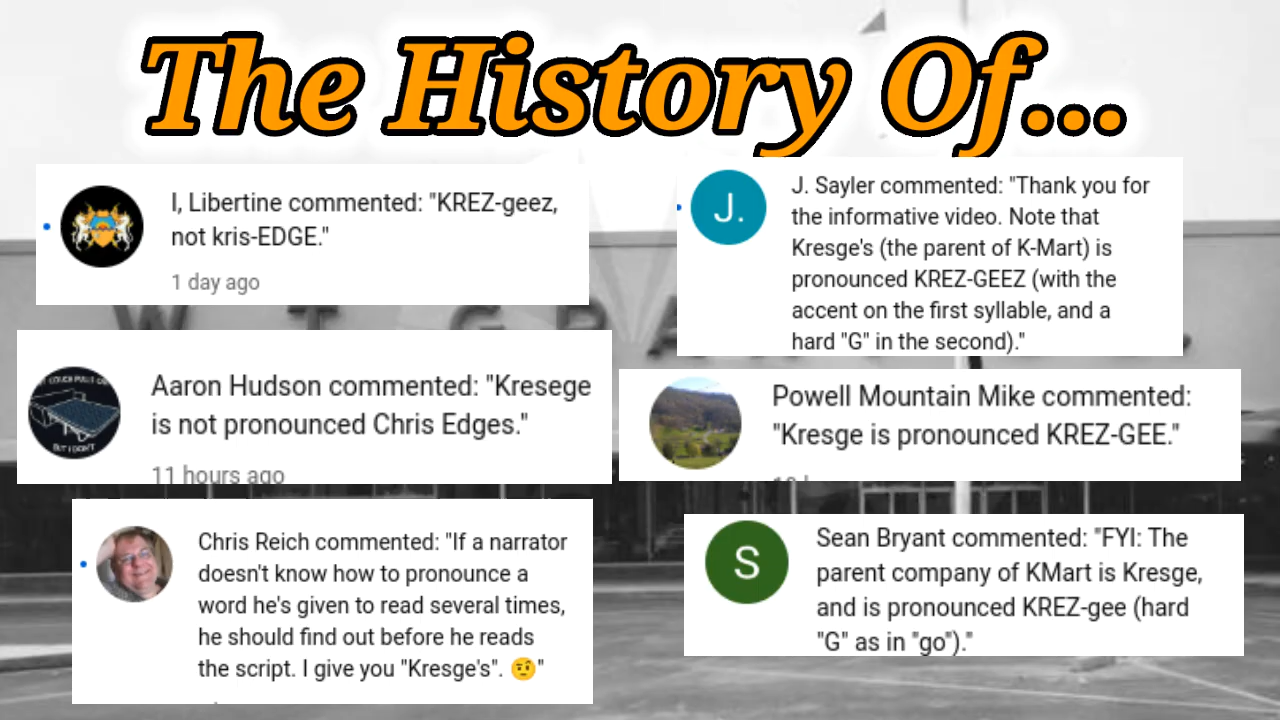 The History Of...
I, Libertine commented: "KREZ-geez,
not kris-EDGE."
1 day ago
J. Sayler commented: "Thank you for
the informative video. Note that
Kresge's (the parent of K-Mart) is
pronounced KREZ-GEEZ (with the
accent on the first syllable, and a
hard "G" in the second)."
J.
W T GRA
Aaron Hudson commented: "Kresege
is not pronounced Chris Edges."
11 hours ago
Powell Mountain Mike commented:
"Kresge is pronounced KREZ-GEE."
Chris Reich commented: "If a narrator
doesn't know how to pronounce a
word he's given to read several times,
he should find out before he reads
the script. I give you "Kresge's". 🤨"
S
Sean Bryant commented: "FYI: The
parent company of KMart is Kresge,
and is pronounced KREZ-gee (hard
"G" as in "go")."